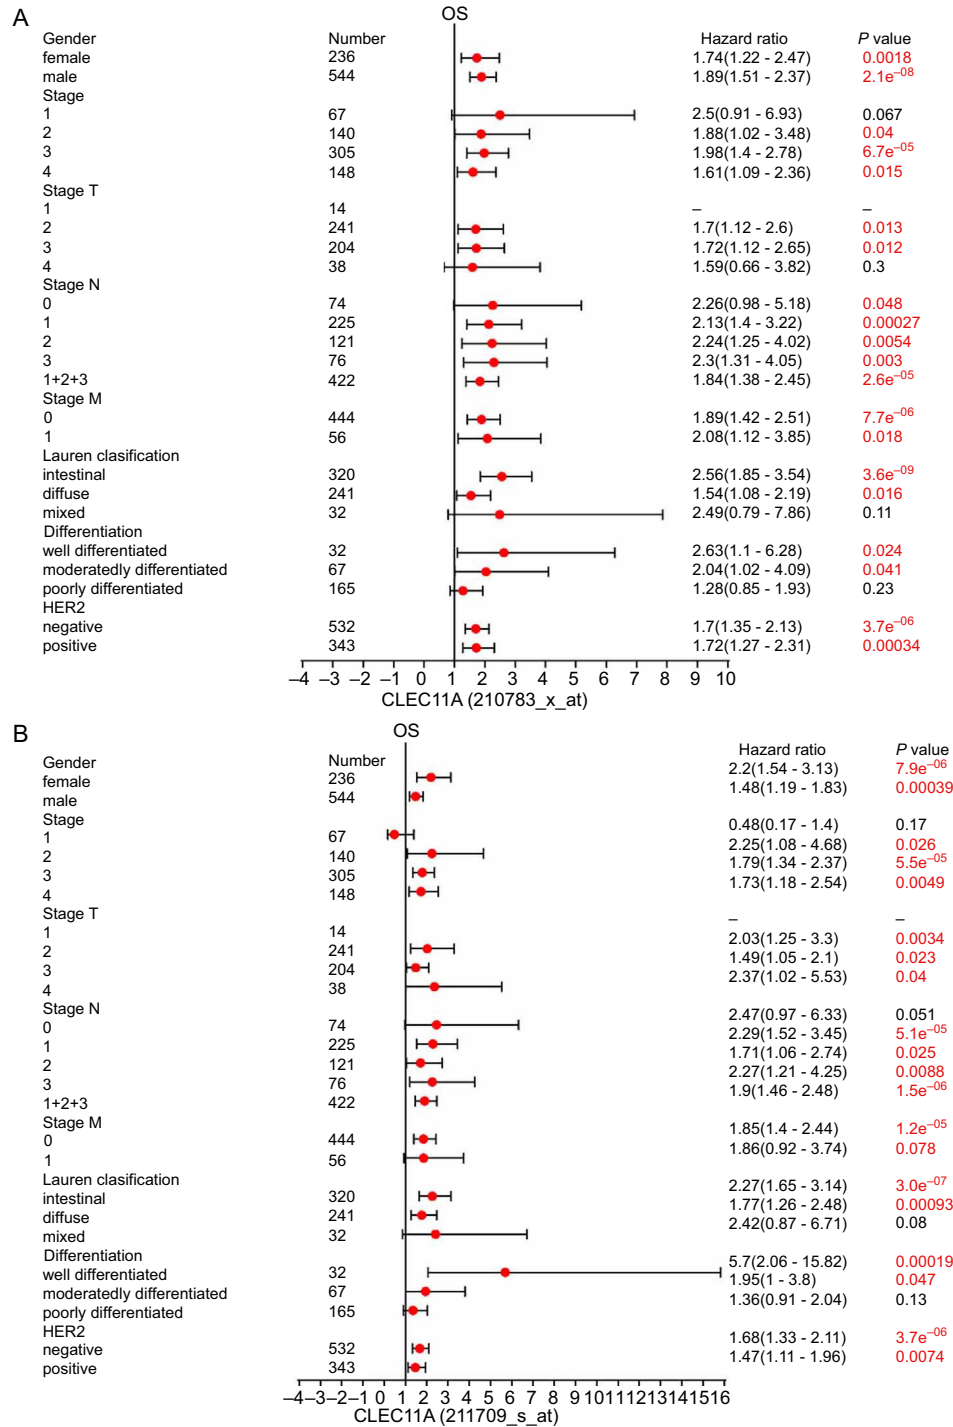 A
OS
Gender Number Hazard ratio P value
female 236 1.74(1.22 - 2.47) 0.0018
male 544 1.89(1.51 - 2.37) 2.1e–08
Stage
1 67 2.5(0.91 - 6.93) 0.067
2 140 1.88(1.02 - 3.48) 0.04
3 305 1.98(1.4 - 2.78) 6.7e–05
4 148 1.61(1.09 - 2.36) 0.015
Stage T
1 14 – –
2 241 1.7(1.12 - 2.6) 0.013
3 204 1.72(1.12 - 2.65) 0.012
4 38 1.59(0.66 - 3.82) 0.3
Stage N
0 74 2.26(0.98 - 5.18) 0.048
1 225 2.13(1.4 - 3.22) 0.00027
2 121 2.24(1.25 - 4.02) 0.0054
3 76 2.3(1.31 - 4.05) 0.003
1+2+3 422 1.84(1.38 - 2.45) 2.6e–05
Stage M
0 444 1.89(1.42 - 2.51) 7.7e–06
1 56 2.08(1.12 - 3.85) 0.018
Lauren clasification
intestinal 320 2.56(1.85 - 3.54) 3.6e–09
diffuse 241 1.54(1.08 - 2.19) 0.016
mixed 32 2.49(0.79 - 7.86) 0.11
Differentiation
well differentiated 32 2.63(1.1 - 6.28) 0.024
moderatedly differentiated 67 2.04(1.02 - 4.09) 0.041
poorly differentiated 165 1.28(0.85 - 1.93) 0.23
HER2
negative 532 1.7(1.35 - 2.13) 3.7e–06
positive 343 1.72(1.27 - 2.31) 0.00034
–4 –3 –2 –1 0 1 2 3 4 5 6 7 8 9 10
CLEC11A (210783_x_at)
B
OS
Gender Number Hazard ratio P value
female 236 2.2(1.54 - 3.13) 7.9e–06
male 544 1.48(1.19 - 1.83) 0.00039
Stage
1 67 0.48(0.17 - 1.4) 0.17
2 140 2.25(1.08 - 4.68) 0.026
3 305 1.79(1.34 - 2.37) 5.5e–05
4 148 1.73(1.18 - 2.54) 0.0049
Stage T
1 14 – –
2 241 2.03(1.25 - 3.3) 0.0034
3 204 1.49(1.05 - 2.1) 0.023
4 38 2.37(1.02 - 5.53) 0.04
Stage N
0 74 2.47(0.97 - 6.33) 0.051
1 225 2.29(1.52 - 3.45) 5.1e–05
2 121 1.71(1.06 - 2.74) 0.025
3 76 2.27(1.21 - 4.25) 0.0088
1+2+3 422 1.9(1.46 - 2.48) 1.5e–06
Stage M
0 444 1.85(1.4 - 2.44) 1.2e–05
1 56 1.86(0.92 - 3.74) 0.078
Lauren clasification
intestinal 320 2.27(1.65 - 3.14) 3.0e–07
diffuse 241 1.77(1.26 - 2.48) 0.00093
mixed 32 2.42(0.87 - 6.71) 0.08
Differentiation
well differentiated 32 5.7(2.06 - 15.82) 0.00019
moderatedly differentiated 67 1.95(1 - 3.8) 0.047
poorly differentiated 165 1.36(0.91 - 2.04) 0.13
HER2
negative 532 1.68(1.33 - 2.11) 3.7e–06
positive 343 1.47(1.11 - 1.96) 0.0074
–4 –3 –2 –1 0 1 2 3 4 5 6 7 8 9 10 11 12 13 14 15 16
CLEC11A (211709_s_at)